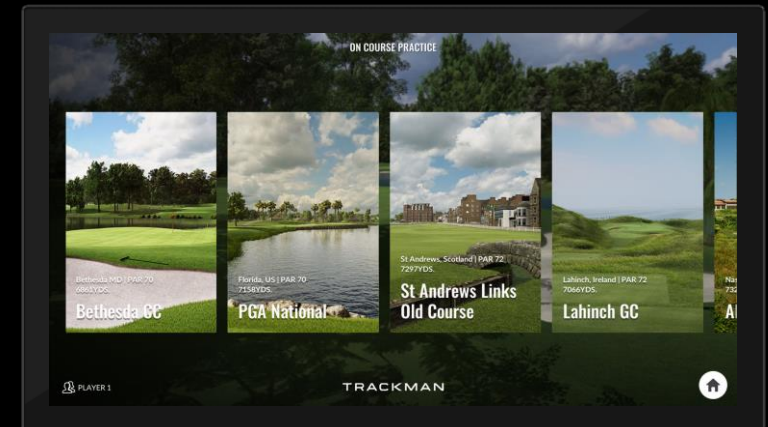 ON COURSE PRACTICE
Bethesda MD | PAR 70
6861YDS.
Bethesda CC
Florida, US | PAR 70
7158YDS.
PGA National
St Andrews, Scotland | PAR 72
7297YDS.
St Andrews Links
Old Course
Lahinch, Ireland | PAR 72
7066YDS.
Lahinch GC
PLAYER 1
TRACKMAN